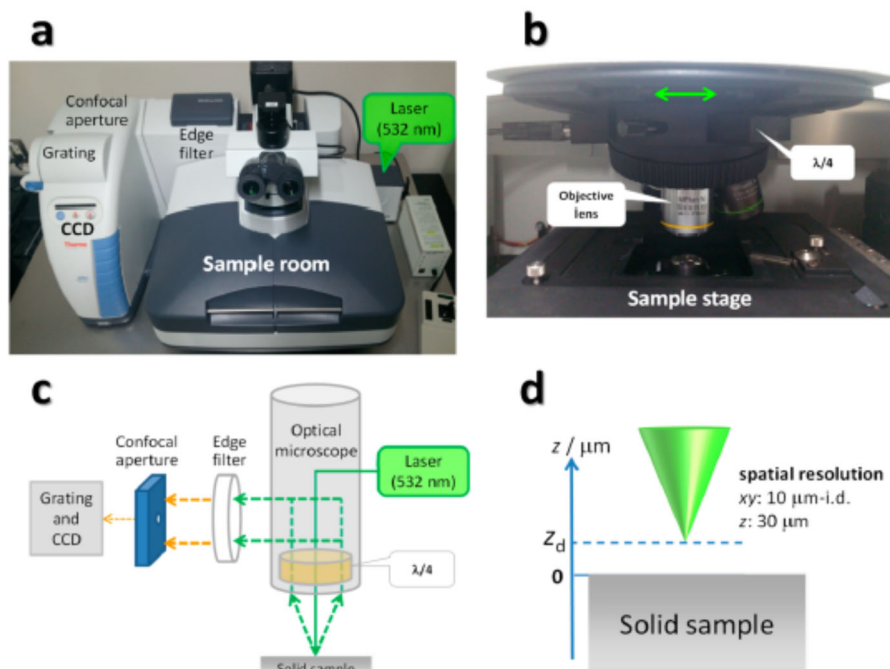 a
Confocal
aperture
Grating
Edge
filter
Laser
(532 nm)
CCD
Thermo
Sample room
b
λ/4
Objective
lens
Sample stage
c
Optical
microscope
Confocal
aperture
Edge
filter
Laser
(532 nm)
Grating
and
CCD
λ/4
Solid sample
d
z / μm
spatial resolution
xy: 10 μm-i.d.
z: 30 μm
zd
0
Solid sample